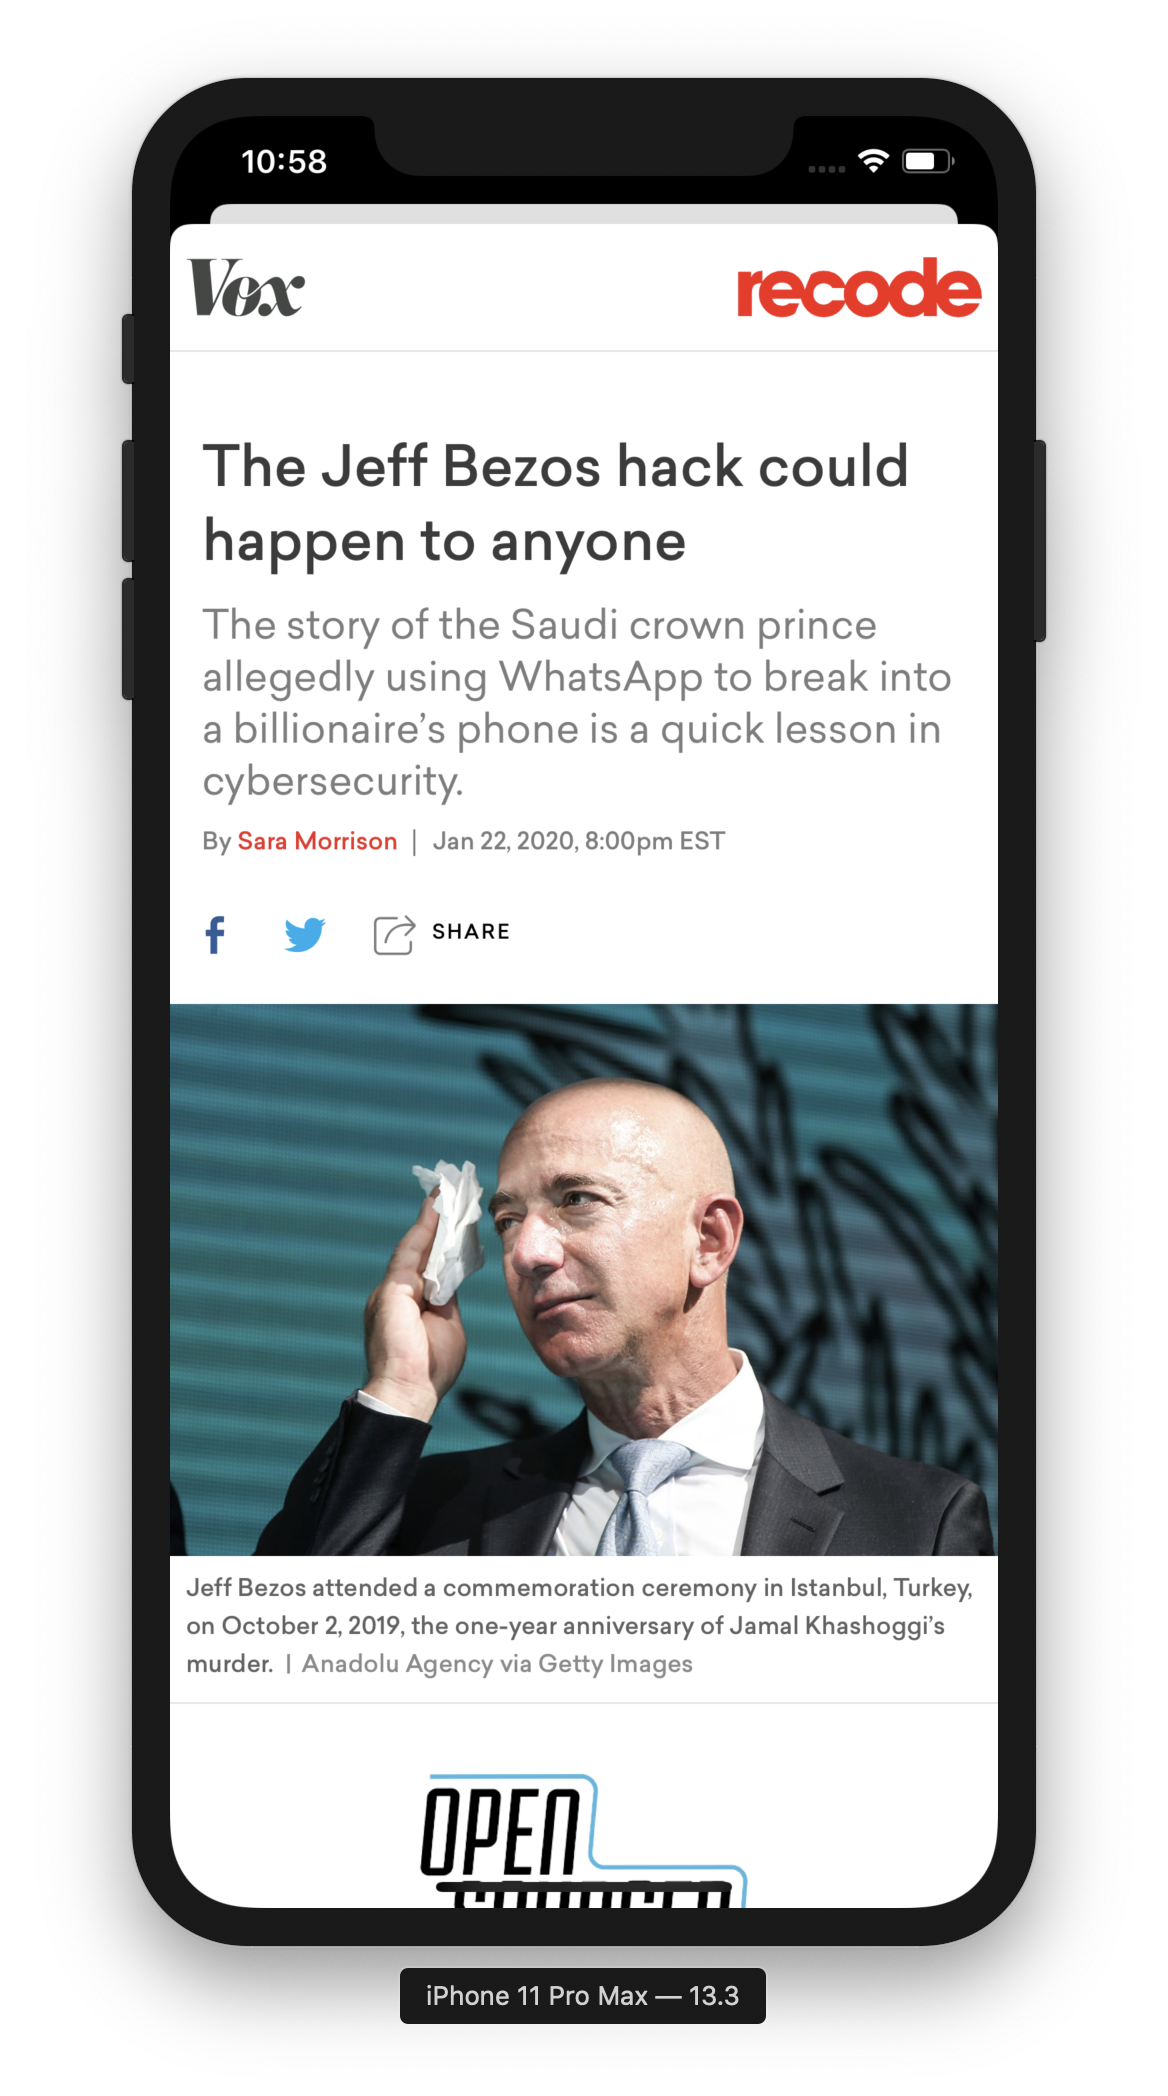 10:58
Vox
recode
The Jeff Bezos hack could
happen to anyone
The story of the Saudi crown prince
allegedly using WhatsApp to break into
a billionaire’s phone is a quick lesson in
cybersecurity.
By Sara Morrison | Jan 22, 2020, 8:00pm EST
SHARE
Jeff Bezos attended a commemoration ceremony in Istanbul, Turkey,
on October 2, 2019, the one-year anniversary of Jamal Khashoggi’s
murder. | Anadolu Agency via Getty Images
OPEN
iPhone 11 Pro Max — 13.3